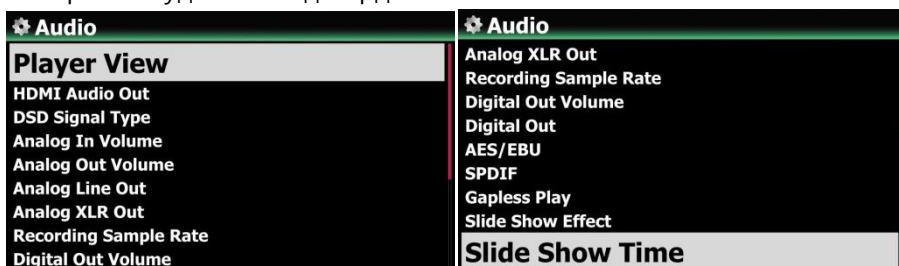 Audio
Player View
HDMI Audio Out
DSD Signal Type
Analog In Volume
Analog Out Volume
Analog Line Out
Analog XLR Out
Recording Sample Rate
Digital Out Volume
Audio
Analog XLR Out
Recording Sample Rate
Digital Out Volume
Digital Out
AES/EBU
SPDIF
Gapless Play
Slide Show Effect
Slide Show Time